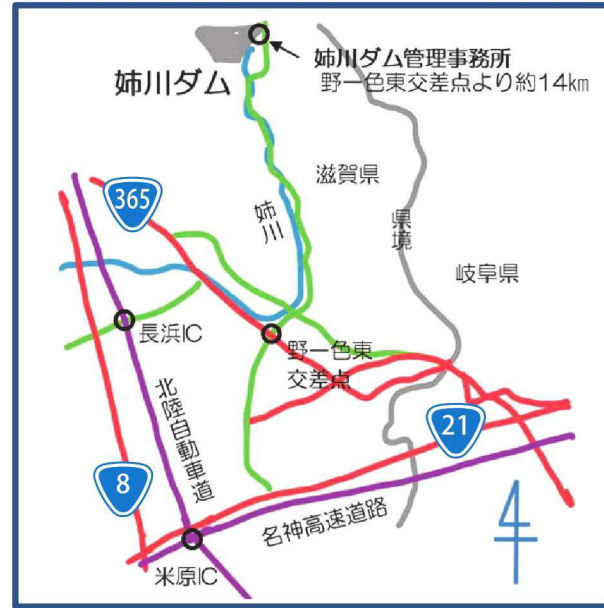 姉川ダム管理事務所
野一色東交差点より約14km
姉川ダム
滋賀県
365
姉川
県境
岐阜県
長浜IC
野一色東
交差点
北陸自動車道
21
8
名神高速道路
米原IC